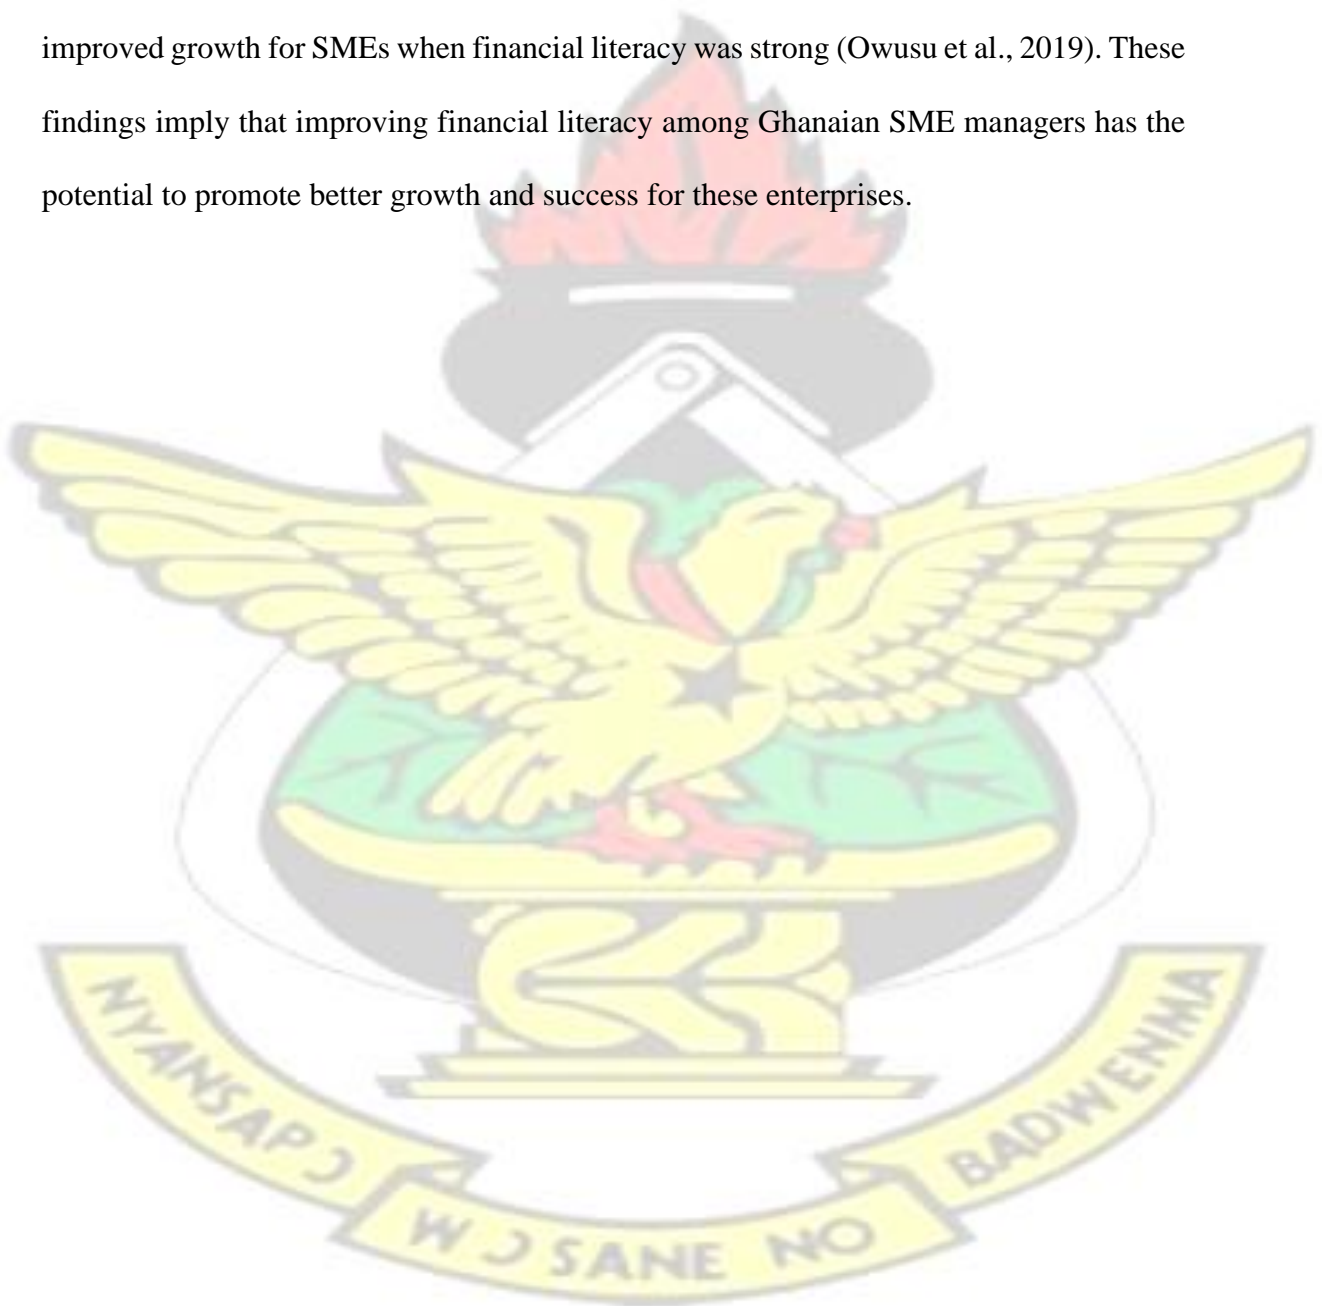 improved growth for SMEs when financial literacy was strong (Owusu et al., 2019). These
findings imply that improving financial literacy among Ghanaian SME managers has the
potential to promote better growth and success for these enterprises.
NYANSAPƆ
WƆ SANE NO
BADWENMA